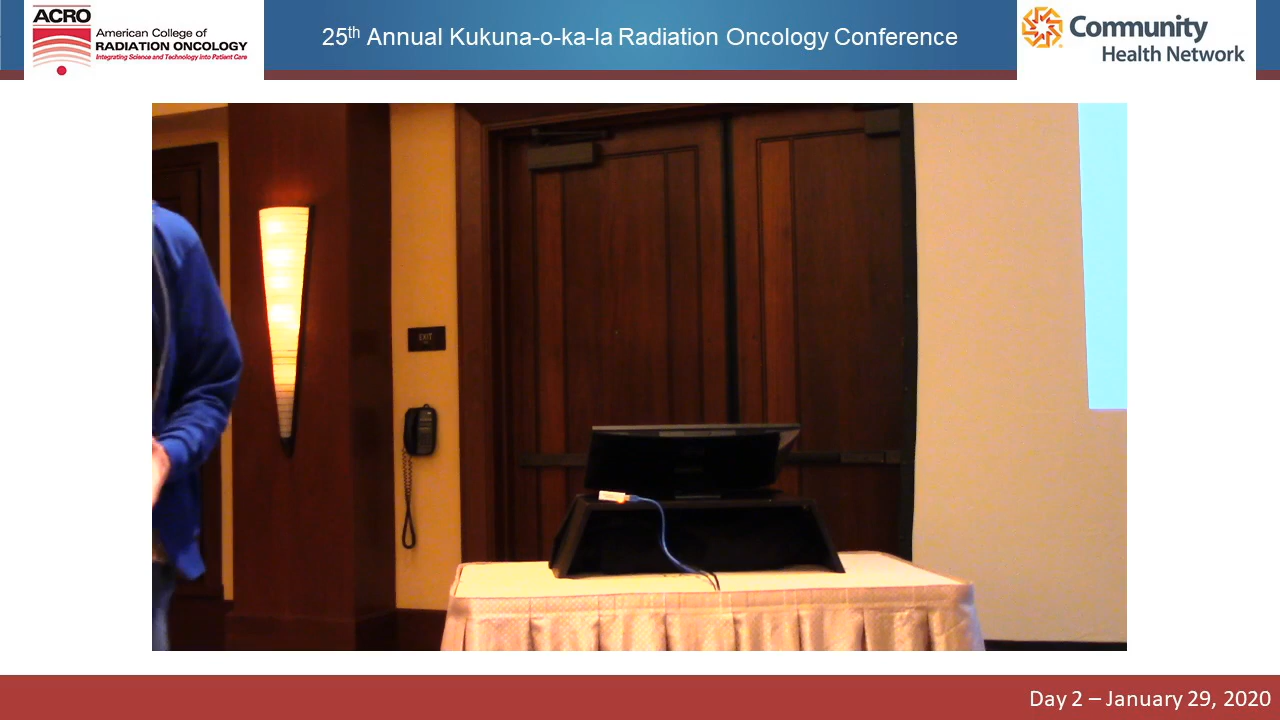 ACRO
American College of
RADIATION ONCOLOGY
Integrating Science and Technology Into Patient Care
25th Annual Kukuna-o-ka-la Radiation Oncology Conference
Community
Health Network
EXIT
Day 2 – January 29, 2020